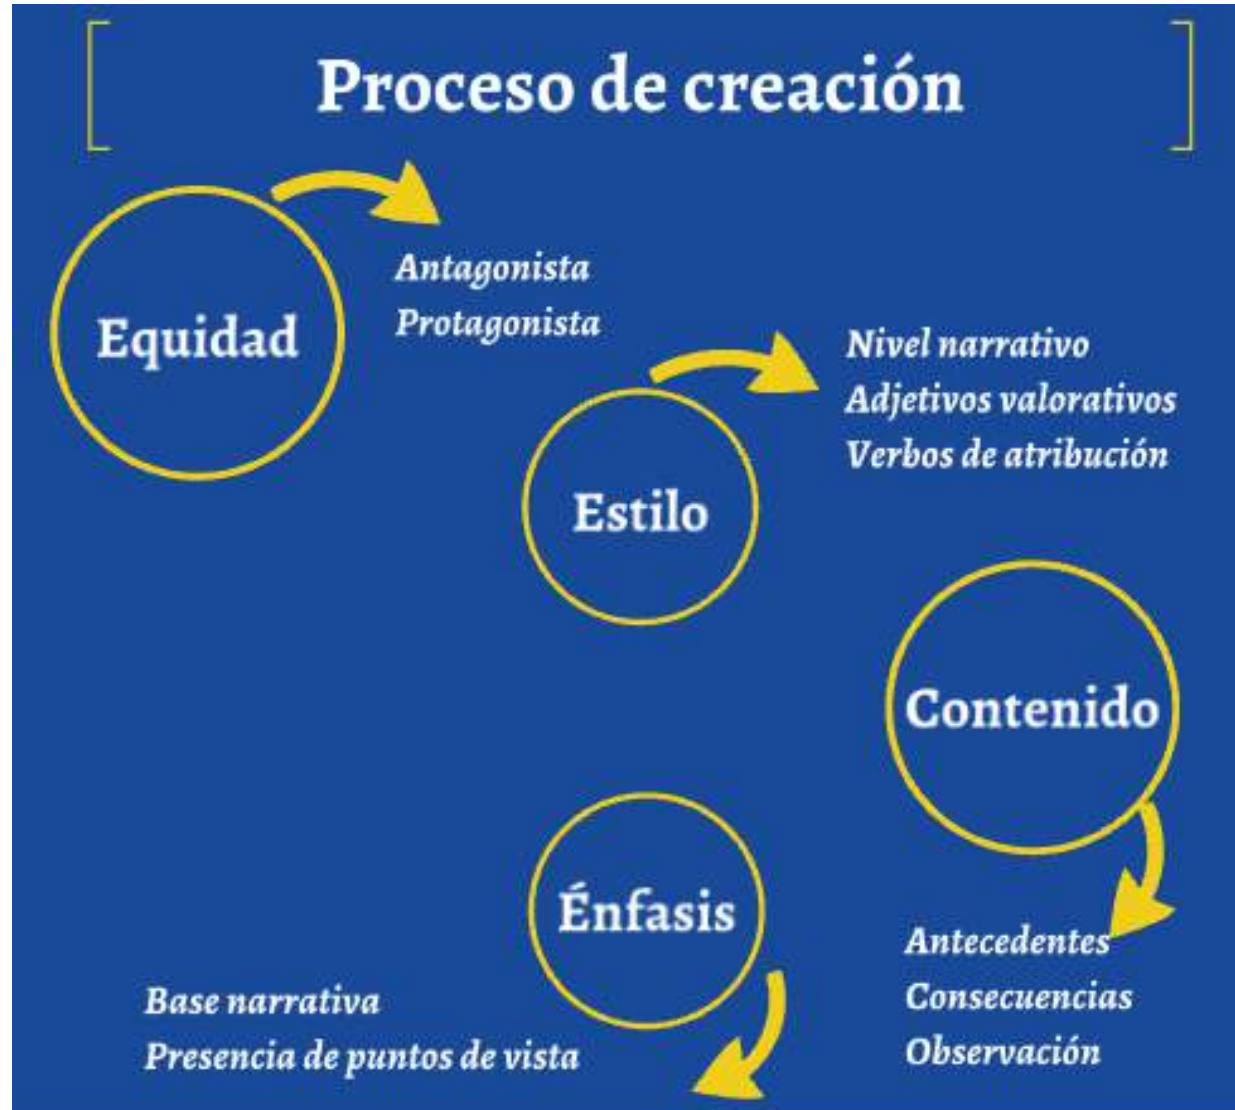 Proceso de creación
Equidad
Antagonista
Protagonista
Estilo
Nivel narrativo
Adjetivos valorativos
Verbos de atribución
Contenido
Antecedentes
Consecuencias
Observación
Énfasis
Base narrativa
Presencia de puntos de vista